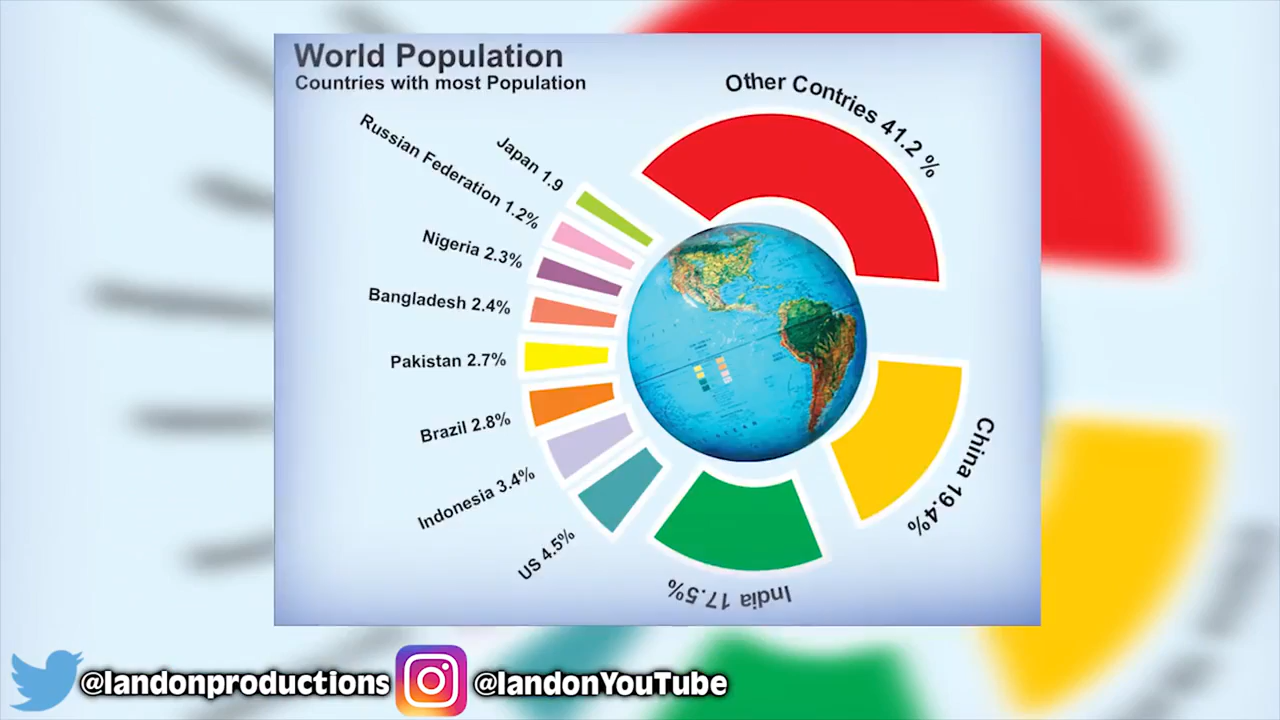 World Population
Countries with most Population
Other Contries 41.2 %
Japan 1.9
Russian Federation 1.2%
Nigeria 2.3%
Bangladesh 2.4%
Pakistan 2.7%
Brazil 2.8%
Indonesia 3.4%
US 4.5%
India 17.5%
China 19.4%
@landonproductions
@landonYouTube